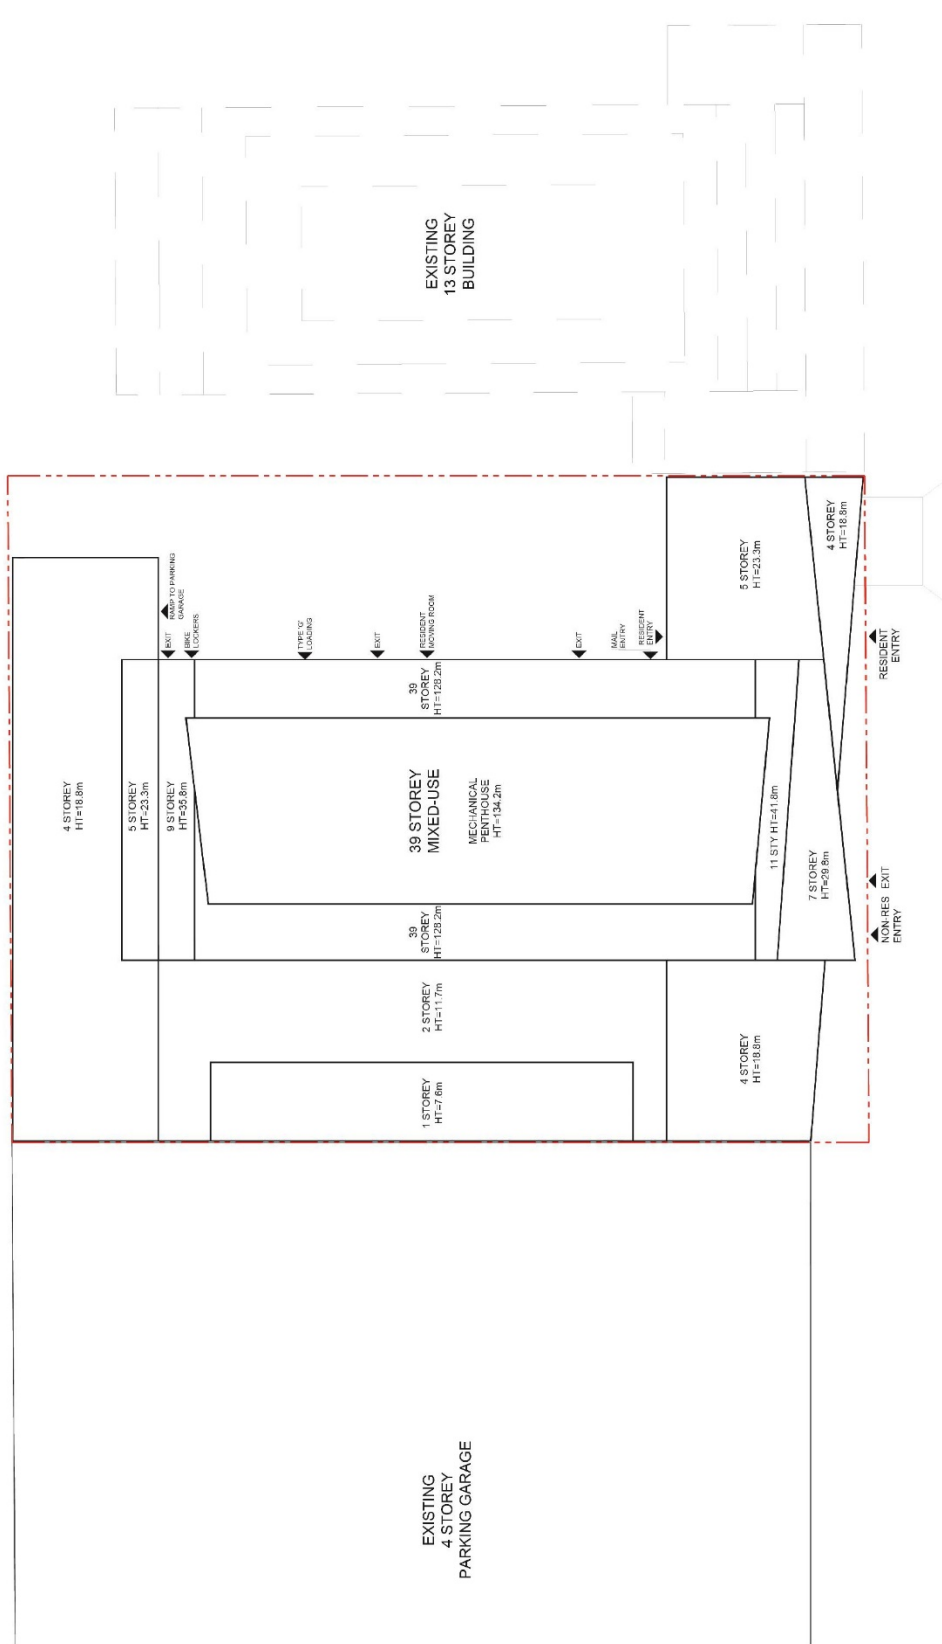 EXISTING
13 STOREY
BUILDING
4 STOREY
HT=18.8m
5 STOREY
HT=23.3m
9 STOREY
HT=35.8m
RAMP TO PARKING
GARAGE
EXIT
BIKE
LOCKERS
TYPE 'G'
LOADING
EXIT
RESIDENT
MOVING ROOM
EXIT
MAIL
ENTRY
RESIDENT
ENTRY
5 STOREY
HT=23.3m
4 STOREY
HT=18.8m
RESIDENT
ENTRY
39
STOREY
HT=128.2m
39 STOREY
MIXED-USE
MECHANICAL
PENTHOUSE
HT=134.2m
11 STY HT=41.8m
7 STOREY
HT=29.8m
EXIT
NON-RES
ENTRY
39
STOREY
HT=128.2m
2 STOREY
HT=11.7m
1 STOREY
HT=7.6m
4 STOREY
HT=18.8m
EXISTING
4 STOREY
PARKING GARAGE